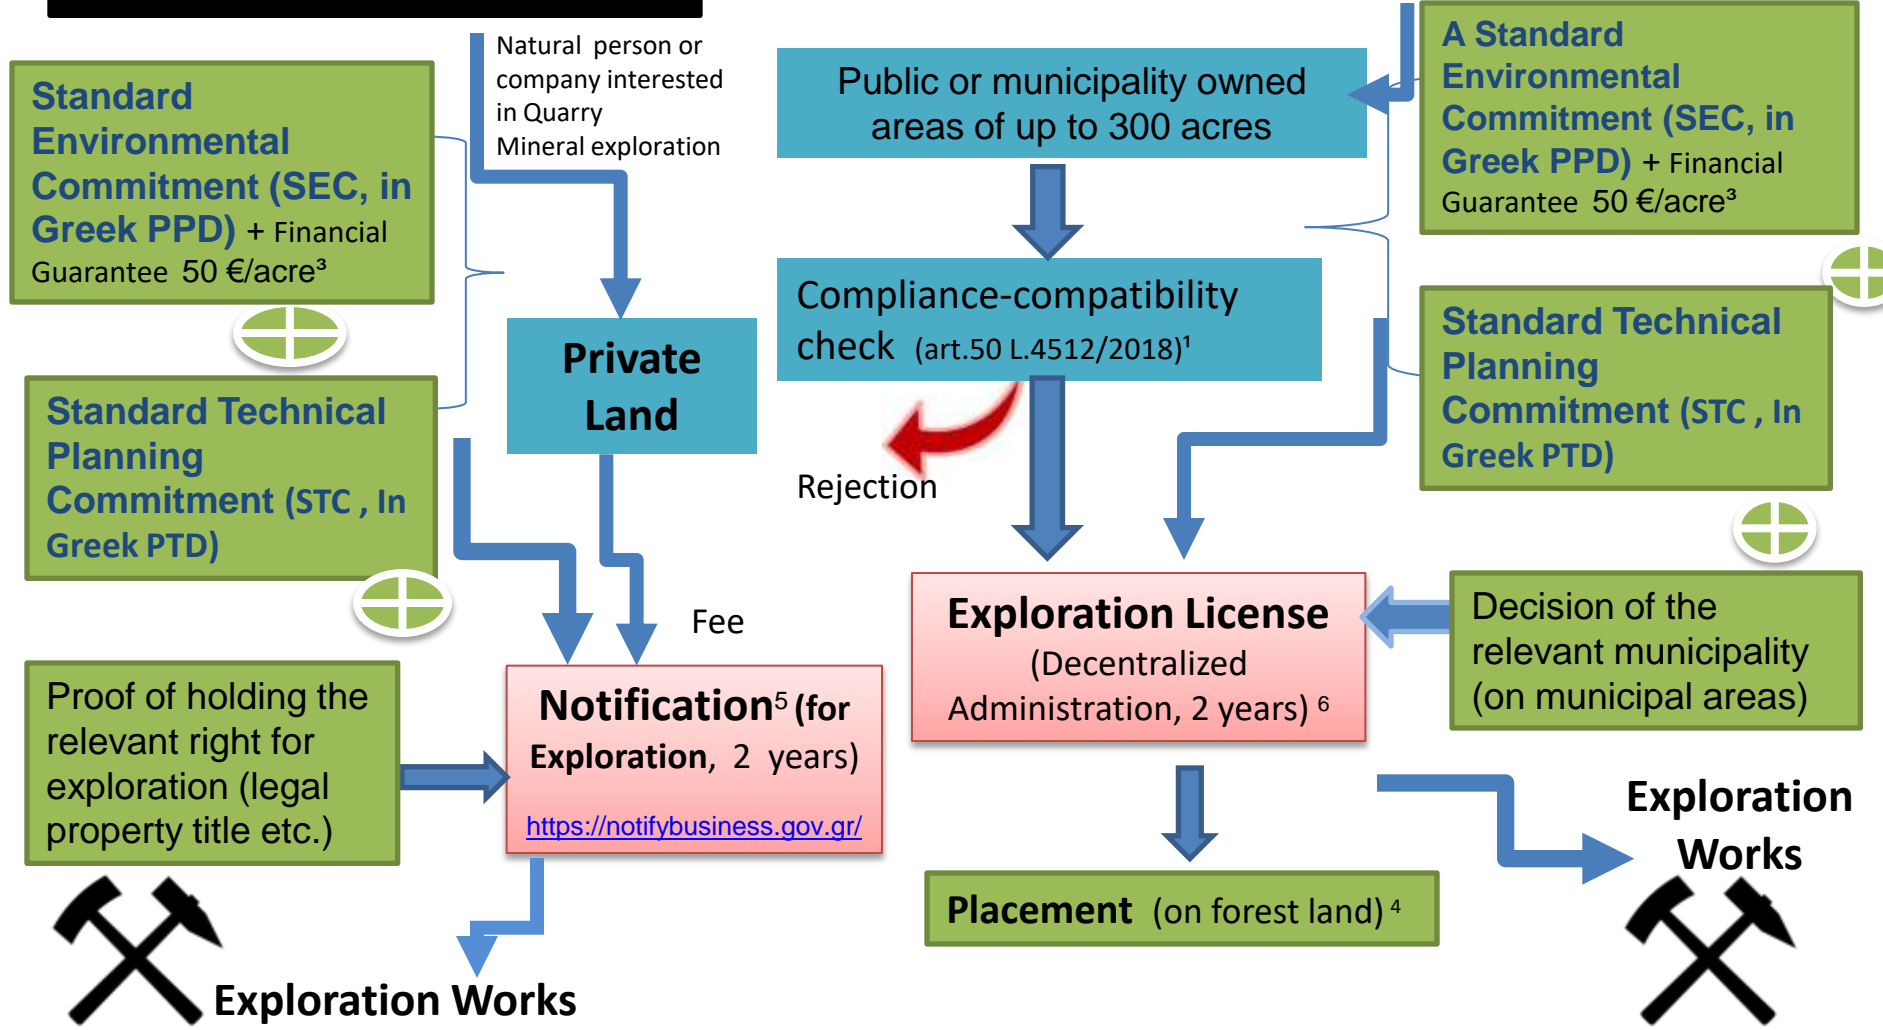 Natural person or
company interested
in Quarry
Mineral exploration
Standard
Environmental
Commitment (SEC, in
Greek PPD) + Financial
Guarantee 50 €/acre³
Standard Technical
Planning
Commitment (STC , In
Greek PTD)
Proof of holding the
relevant right for
exploration (legal
property title etc.)
Private
Land
Fee
Notification⁵ (for
Exploration, 2 years)
https://notifybusiness.gov.gr/
Exploration Works
Public or municipality owned
areas of up to 300 acres
Compliance-compatibility
check (art.50 L.4512/2018)¹
Rejection
Exploration License
(Decentralized
Administration, 2 years) ⁶
Placement (on forest land) ⁴
A Standard
Environmental
Commitment (SEC, in
Greek PPD) + Financial
Guarantee 50 €/acre³
Standard Technical
Planning
Commitment (STC , In
Greek PTD)
Decision of the
relevant municipality
(on municipal areas)
Exploration
Works